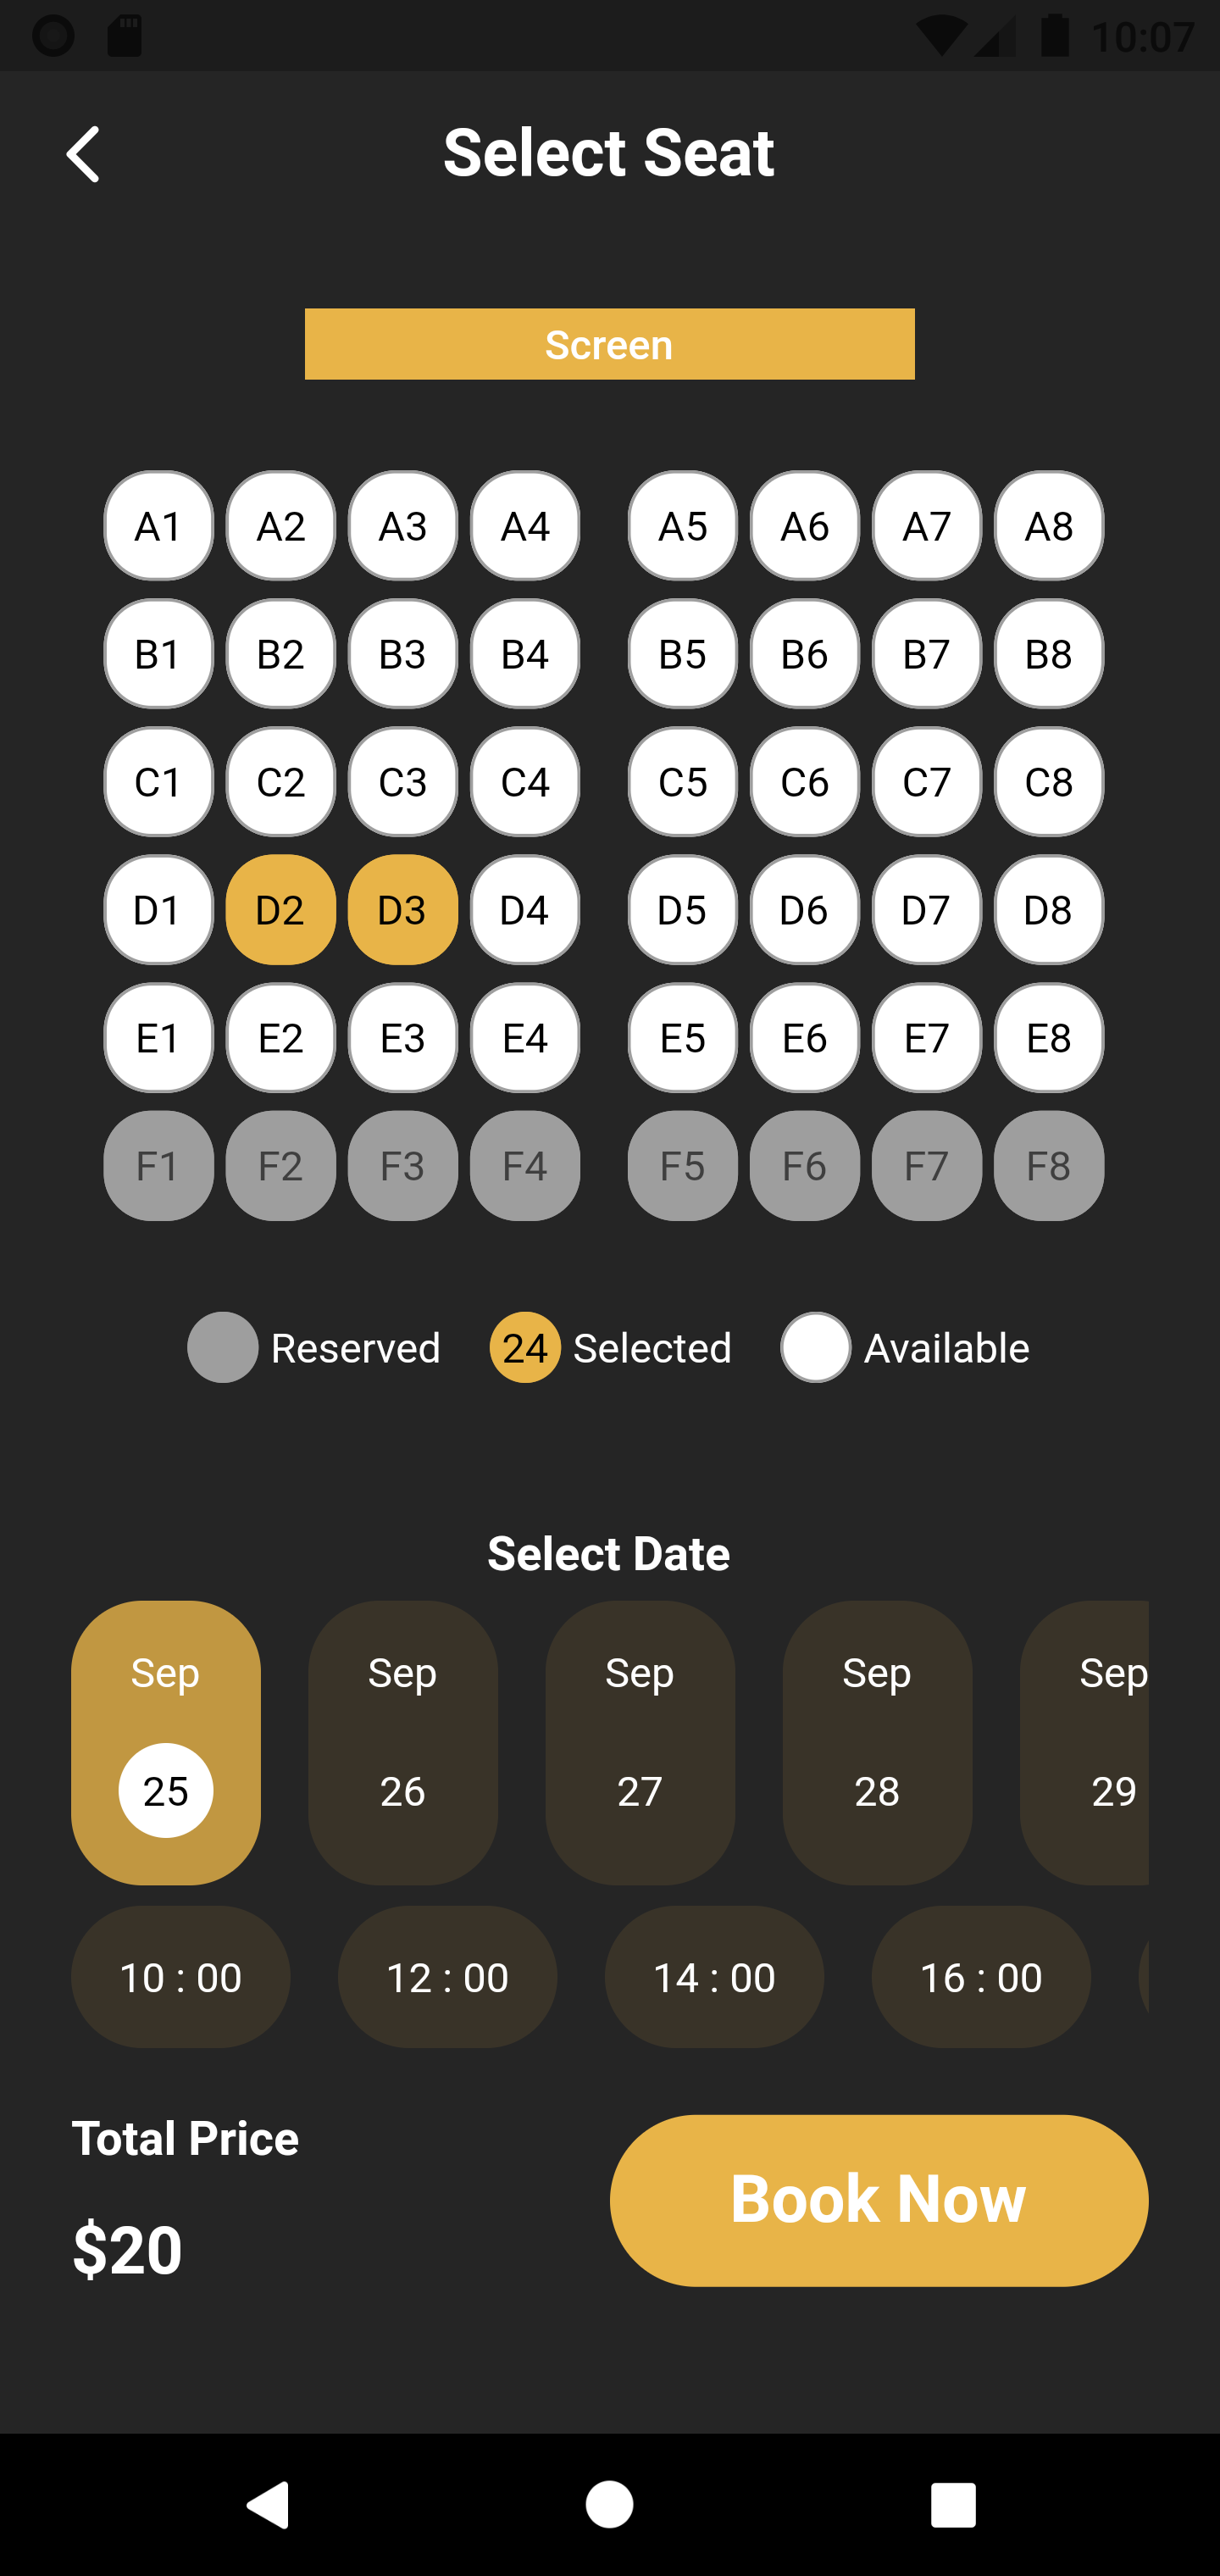 10:07
Select Seat
Screen
A1 A2 A3 A4 A5 A6 A7 A8
B1 B2 B3 B4 B5 B6 B7 B8
C1 C2 C3 C4 C5 C6 C7 C8
D1 D2 D3 D4 D5 D6 D7 D8
E1 E2 E3 E4 E5 E6 E7 E8
F1 F2 F3 F4 F5 F6 F7 F8
Reserved 24 Selected Available
Select Date
Sep Sep Sep Sep Sep
25 26 27 28 29
10 : 00 12 : 00 14 : 00 16 : 00
Total Price
$20
Book Now